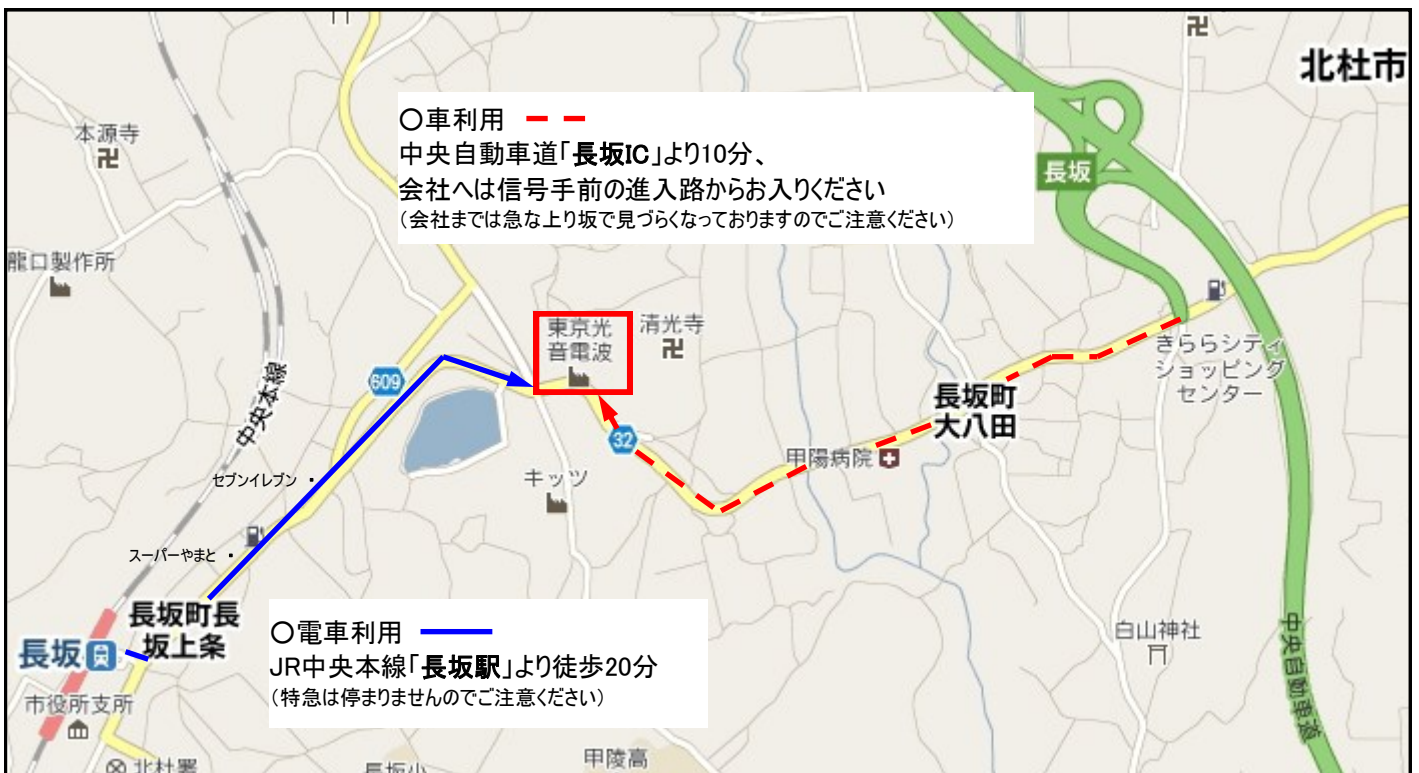 北杜市
本源寺
〇車利用
中央自動車道「長坂IC」より10分、
会社へは信号手前の進入路からお入りください
(会社までは急な上り坂で見づらくなっておりますのでご注意ください)
長坂
龍口製作所
東京光
音電波
清光寺
きららシティ
ショッピング
センター
609
中央本線
長坂町
大八田
32
甲陽病院
キッツ
セブンイレブン
スーパーやまと
長坂町長
坂上条
長坂
〇電車利用
JR中央本線「長坂駅」より徒歩20分
(特急は停まりませんのでご注意ください)
白山神社
中央自動車道
市役所支所
北杜署
長坂小
甲陵高